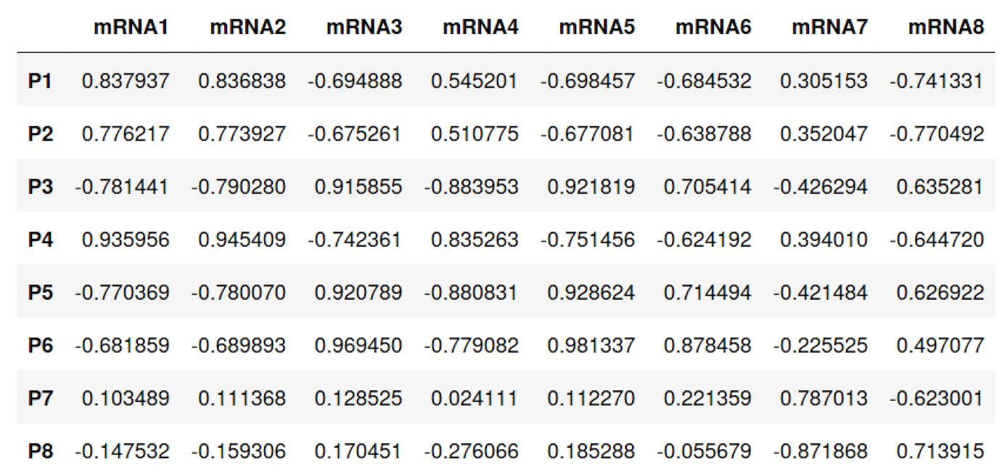 mRNA1 mRNA2 mRNA3 mRNA4 mRNA5 mRNA6 mRNA7 mRNA8
P1 0.837937 0.836838 -0.694888 0.545201 -0.698457 -0.684532 0.305153 -0.741331
P2 0.776217 0.773927 -0.675261 0.510775 -0.677081 -0.638788 0.352047 -0.770492
P3 -0.781441 -0.790280 0.915855 -0.883953 0.921819 0.705414 -0.426294 0.635281
P4 0.935956 0.945409 -0.742361 0.835263 -0.751456 -0.624192 0.394010 -0.644720
P5 -0.770369 -0.780070 0.920789 -0.880831 0.928624 0.714494 -0.421484 0.626922
P6 -0.681859 -0.689893 0.969450 -0.779082 0.981337 0.878458 -0.225525 0.497077
P7 0.103489 0.111368 0.128525 0.024111 0.112270 0.221359 0.787013 -0.623001
P8 -0.147532 -0.159306 0.170451 -0.276066 0.185288 -0.055679 -0.871868 0.713915